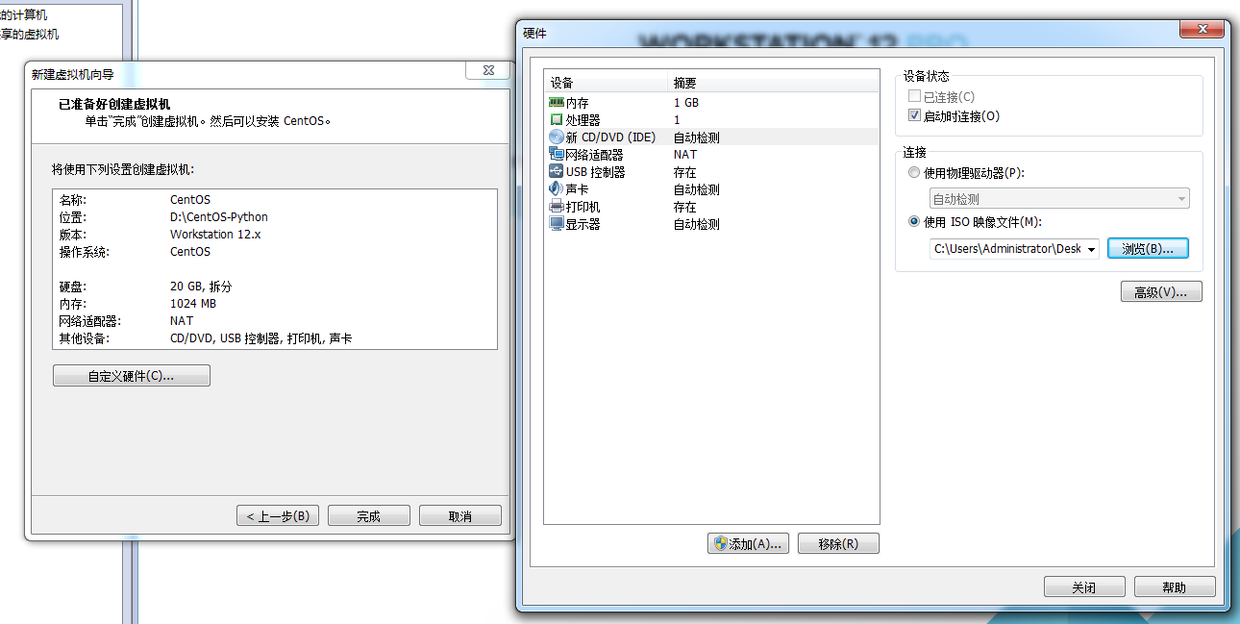 的计算机
享的虚拟机
新建虚拟机向导
已准备好创建虚拟机
单击"完成"创建虚拟机。然后可以安装 CentOS。
将使用下列设置创建虚拟机:
名称: CentOS
位置: D:\CentOS-Python
版本: Workstation 12.x
操作系统: CentOS
硬盘: 20 GB, 拆分
内存: 1024 MB
网络适配器: NAT
其他设备: CD/DVD, USB 控制器, 打印机, 声卡
自定义硬件(C)...
< 上一步(B) 完成 取消
硬件
WORKSTATION 12 PRO
设备 摘要
内存 1 GB
处理器 1
新 CD/DVD (IDE) 自动检测
网络适配器 NAT
USB 控制器 存在
声卡 自动检测
打印机 存在
显示器 自动检测
添加(A)... 移除(R)
设备状态
已连接(C)
启动时连接(O)
连接
使用物理驱动器(P):
自动检测
使用 ISO 映像文件(M):
C:\Users\Administrator\Desk 浏览(B)...
高级(V)...
关闭 帮助